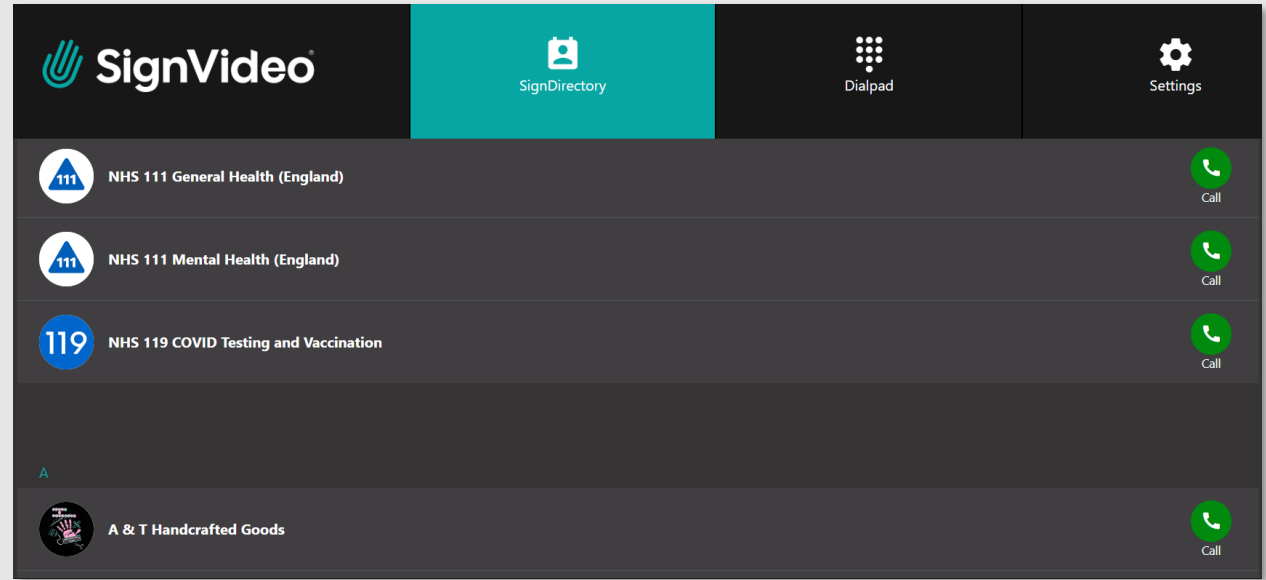 SignVideo®
SignDirectory
Dialpad
Settings
111
NHS 111 General Health (England)
Call
111
NHS 111 Mental Health (England)
Call
119
NHS 119 COVID Testing and Vaccination
Call
A
A & T Handcrafted Goods
Call